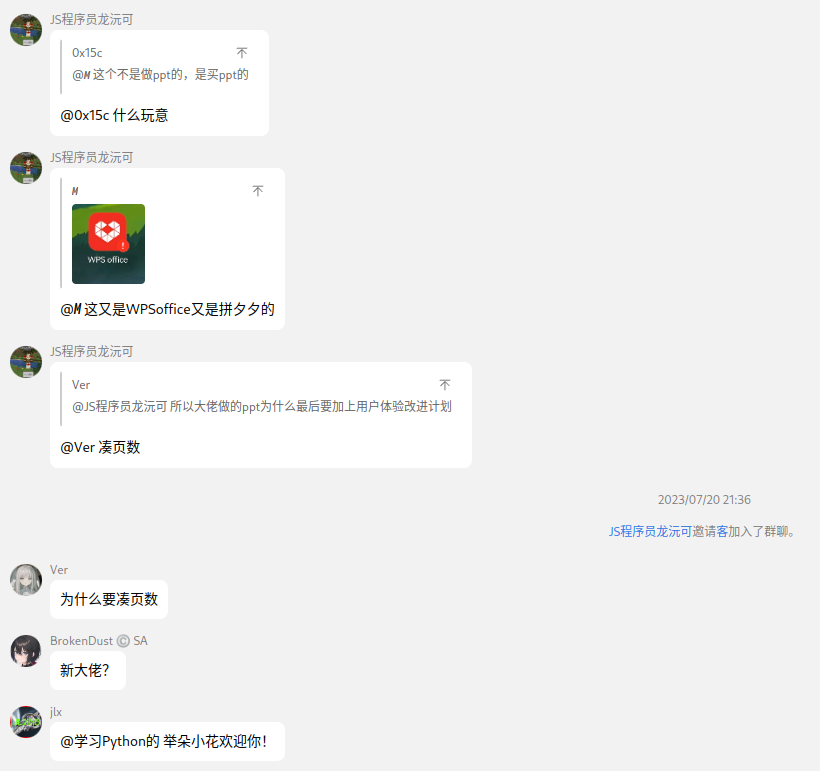 JS程序员龙沅可
0x15c
@M 这个不是做ppt的，是买ppt的
@0x15c 什么玩意
JS程序员龙沅可
M
WPS office
@M 这又是WPSoffice又是拼夕夕的
JS程序员龙沅可
Ver
@JS程序员龙沅可 所以大佬做的ppt为什么最后要加上用户体验改进计划
@Ver 凑页数
2023/07/20 21:36
JS程序员龙沅可邀请客加入了群聊。
Ver
为什么要凑页数
BrokenDust © SA
新大佬？
jlx
@学习Python的 举朵小花欢迎你！